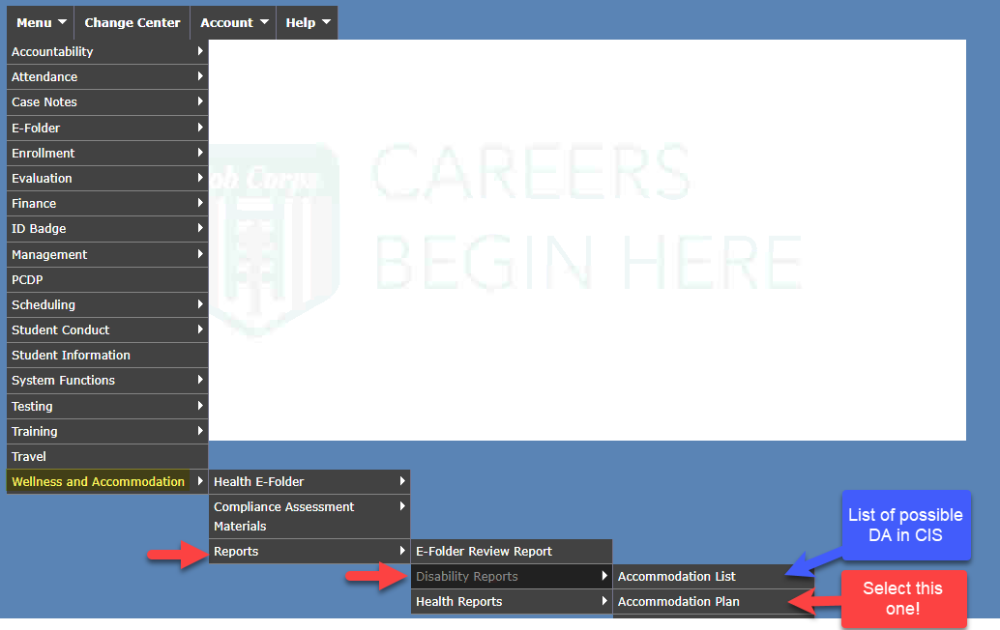 Menu
Change Center
Account
Help
Accountability
Attendance
Case Notes
E-Folder
Enrollment
Evaluation
Finance
ID Badge
Management
PCDP
Scheduling
Student Conduct
Student Information
System Functions
Testing
Training
Travel
Wellness and Accommodation
ob Corps
CAREERS
BEGIN HERE
Health E-Folder
Compliance Assessment
Materials
Reports
E-Folder Review Report
Disability Reports
Health Reports
Accommodation List
Accommodation Plan
List of possible
DA in CIS
Select this
one!